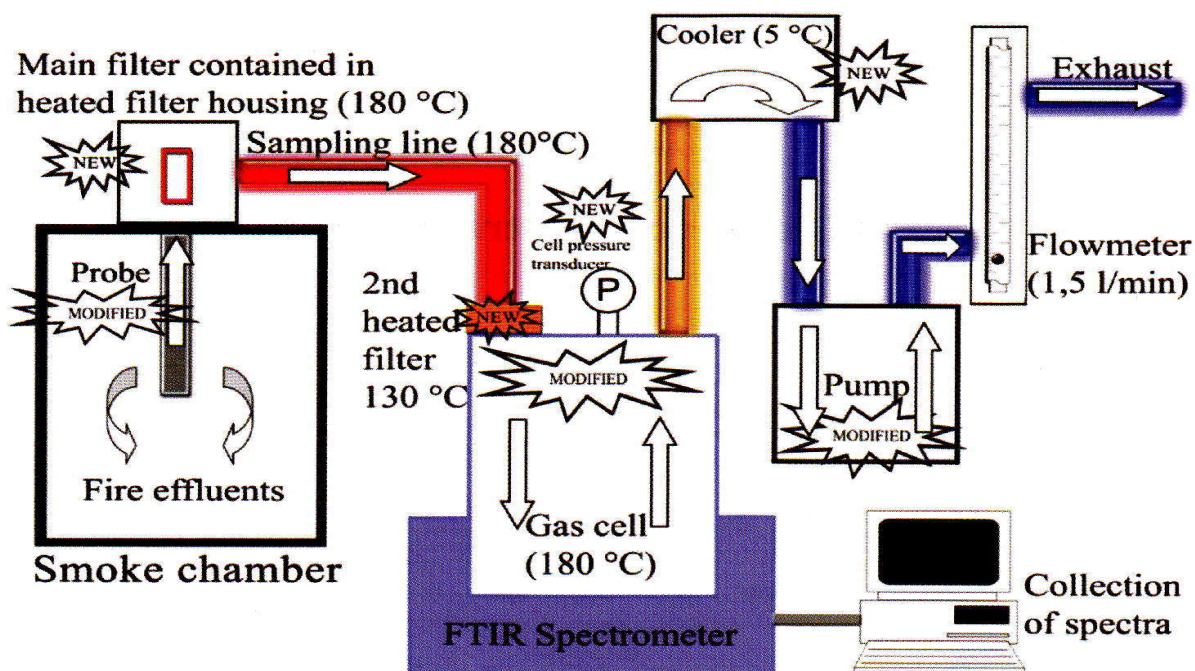 Main filter contained in
heated filter housing (180 °C)
NEW
Sampling line (180°C)
Probe
MODIFIED
Fire effluents
Smoke chamber
2nd
heated
filter
130 °C
NEW
NEW
Cell pressure
transducer
P
MODIFIED
Gas cell
(180 °C)
FTIR Spectrometer
Cooler (5 °C)
NEW
Pump
MODIFIED
Exhaust
Flowmeter
(1,5 l/min)
Collection
of spectra